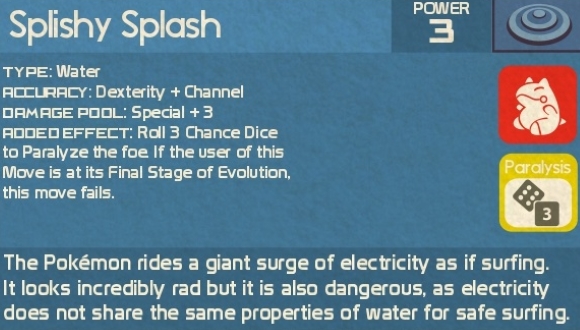 Splishy Splash
POWER
3
TYPE: Water
ACCURACY: Dexterity + Channel
DAMAGE POOL: Special + 3
ADDED EFFECT: Roll 3 Chance Dice
to Paralyze the foe. If the user of this
Move is at its Final Stage of Evolution,
this move fails.
Paralysis
3
The Pokémon rides a giant surge of electricity as if surfing.
It looks incredibly rad but it is also dangerous, as electricity
does not share the same properties of water for safe surfing.